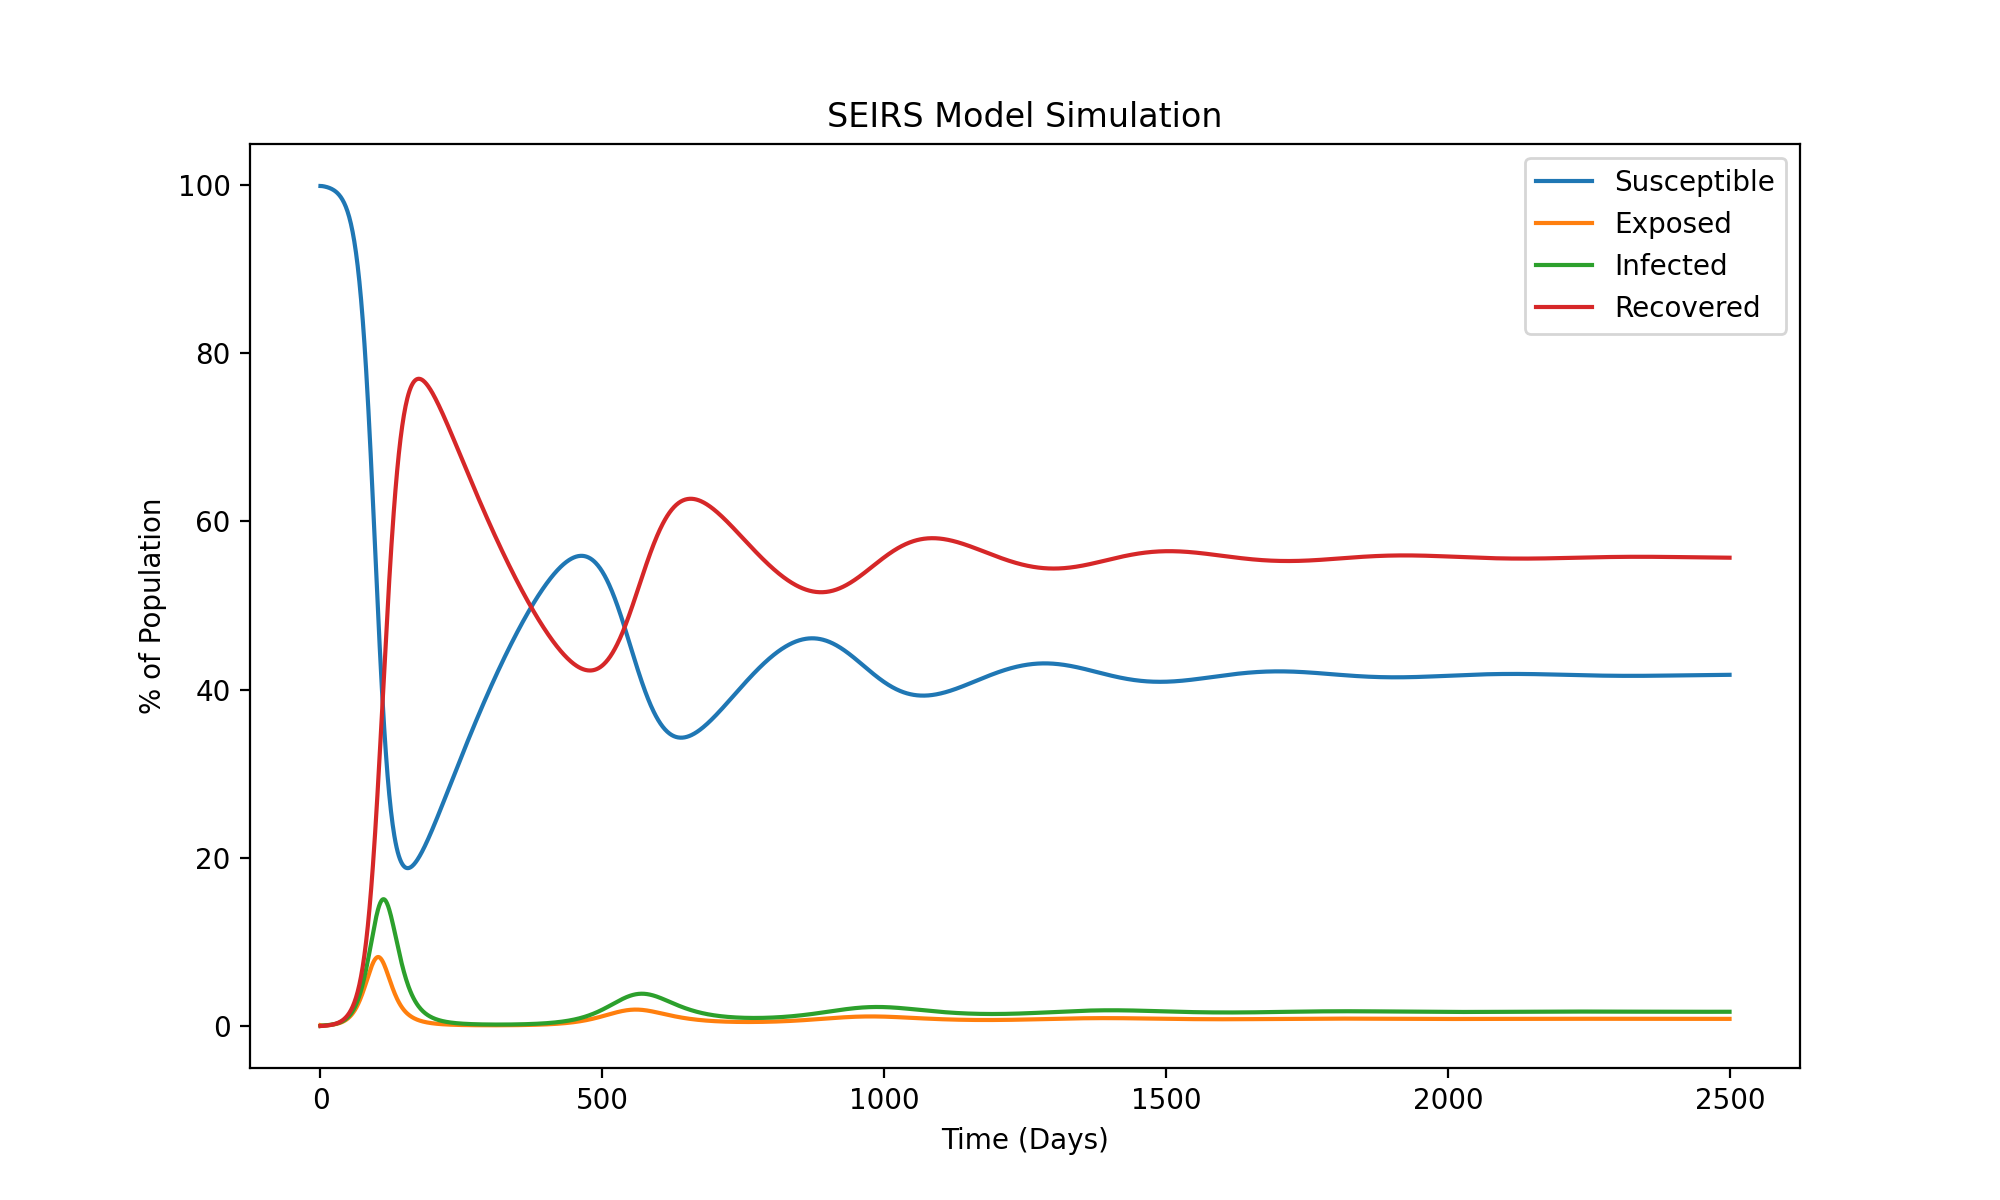 SEIRS Model Simulation
Susceptible
Exposed
Infected
Recovered
% of Population
100
80
60
40
20
0
0 500 1000 1500 2000 2500
Time (Days)